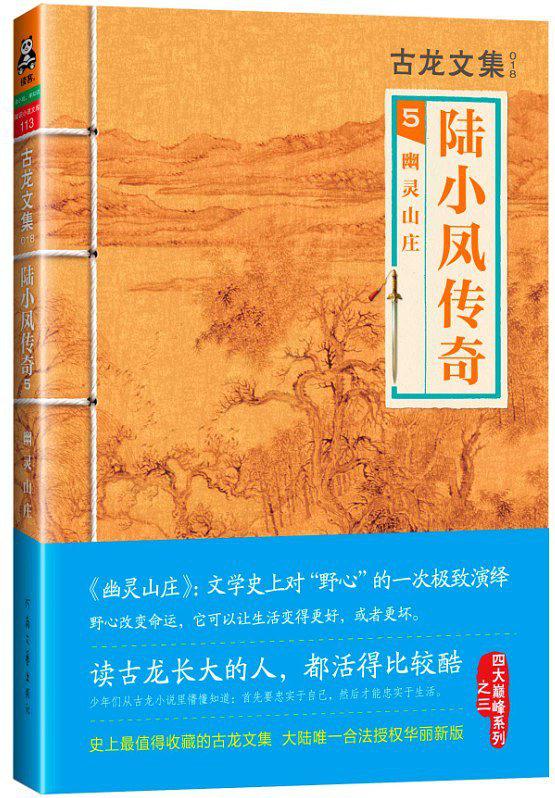 古龙文集
018
5
陆小凤传奇
幽灵山庄
读客
113
古龙文集
018
陆小凤传奇
5
幽灵山庄
《幽灵山庄》：文学史上对“野心”的一次极致演绎
野心改变命运，它可以让生活变得更好，或者更坏。
读古龙长大的人，都活得比较酷
少年们从古龙小说里懵懂知道：首先要忠实于自己，然后才能忠实于生活。
四大巅峰系列
之三
史上最值得收藏的古龙文集 大陆唯一合法授权华丽新版